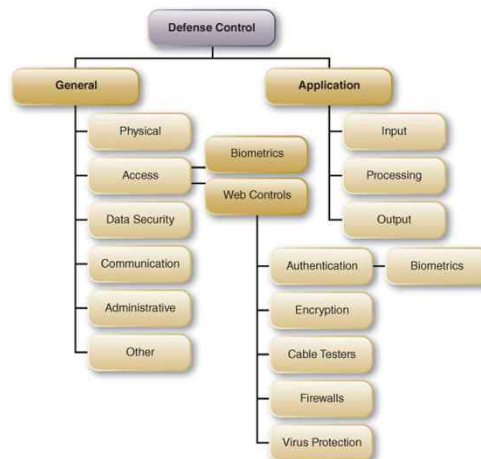 Defense Control
General
Application
Physical
Access
Data Security
Communication
Administrative
Other
Biometrics
Web Controls
Authentication
Biometrics
Encryption
Cable Testers
Firewalls
Virus Protection
Input
Processing
Output